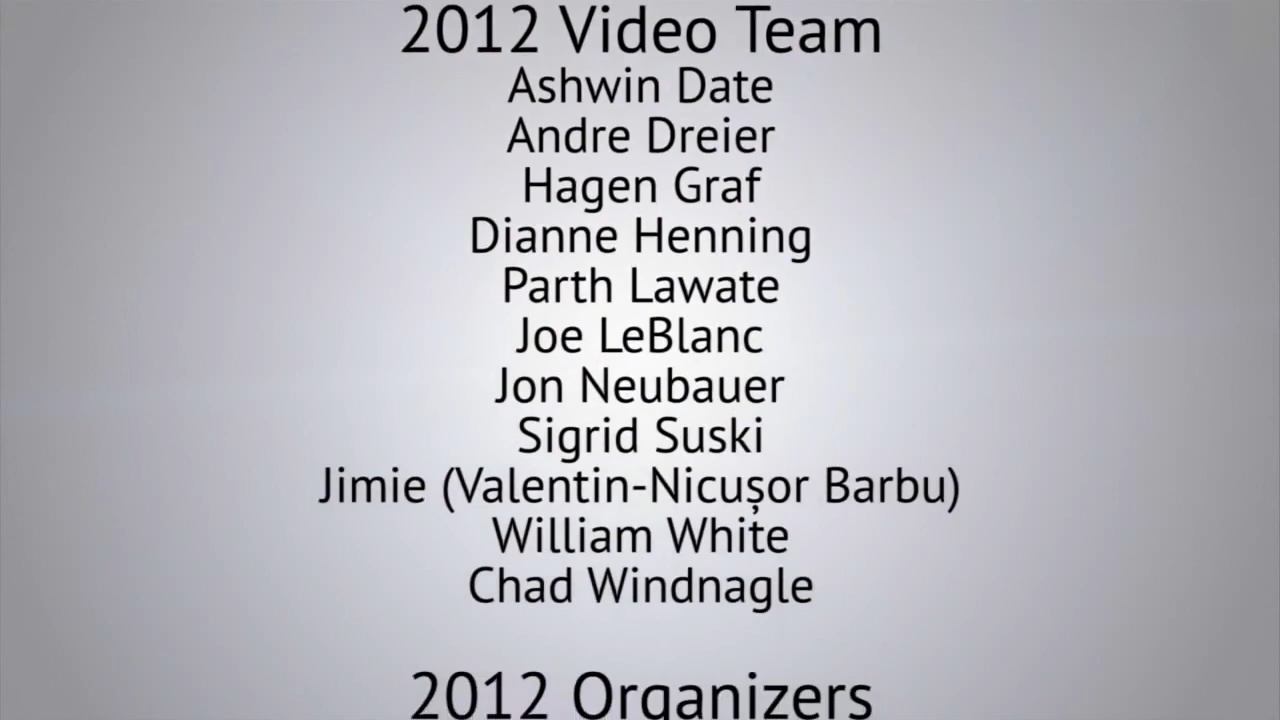 2012 Video Team
Ashwin Date
Andre Dreier
Hagen Graf
Dianne Henning
Parth Lawate
Joe LeBlanc
Jon Neubauer
Sigrid Suski
Jimie (Valentin-Nicușor Barbu)
William White
Chad Windnagle
2012 Organizers